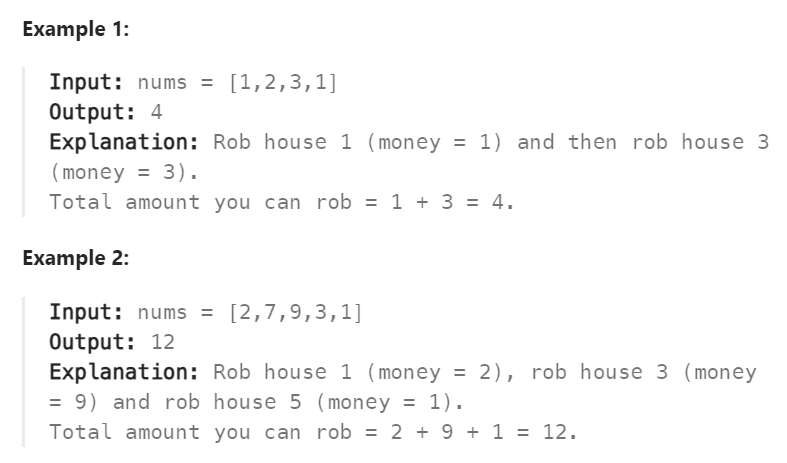 Example 1:
Input: nums = [1,2,3,1]
Output: 4
Explanation: Rob house 1 (money = 1) and then rob house 3
(money = 3).
Total amount you can rob = 1 + 3 = 4.
Example 2:
Input: nums = [2,7,9,3,1]
Output: 12
Explanation: Rob house 1 (money = 2), rob house 3 (money
= 9) and rob house 5 (money = 1).
Total amount you can rob = 2 + 9 + 1 = 12.